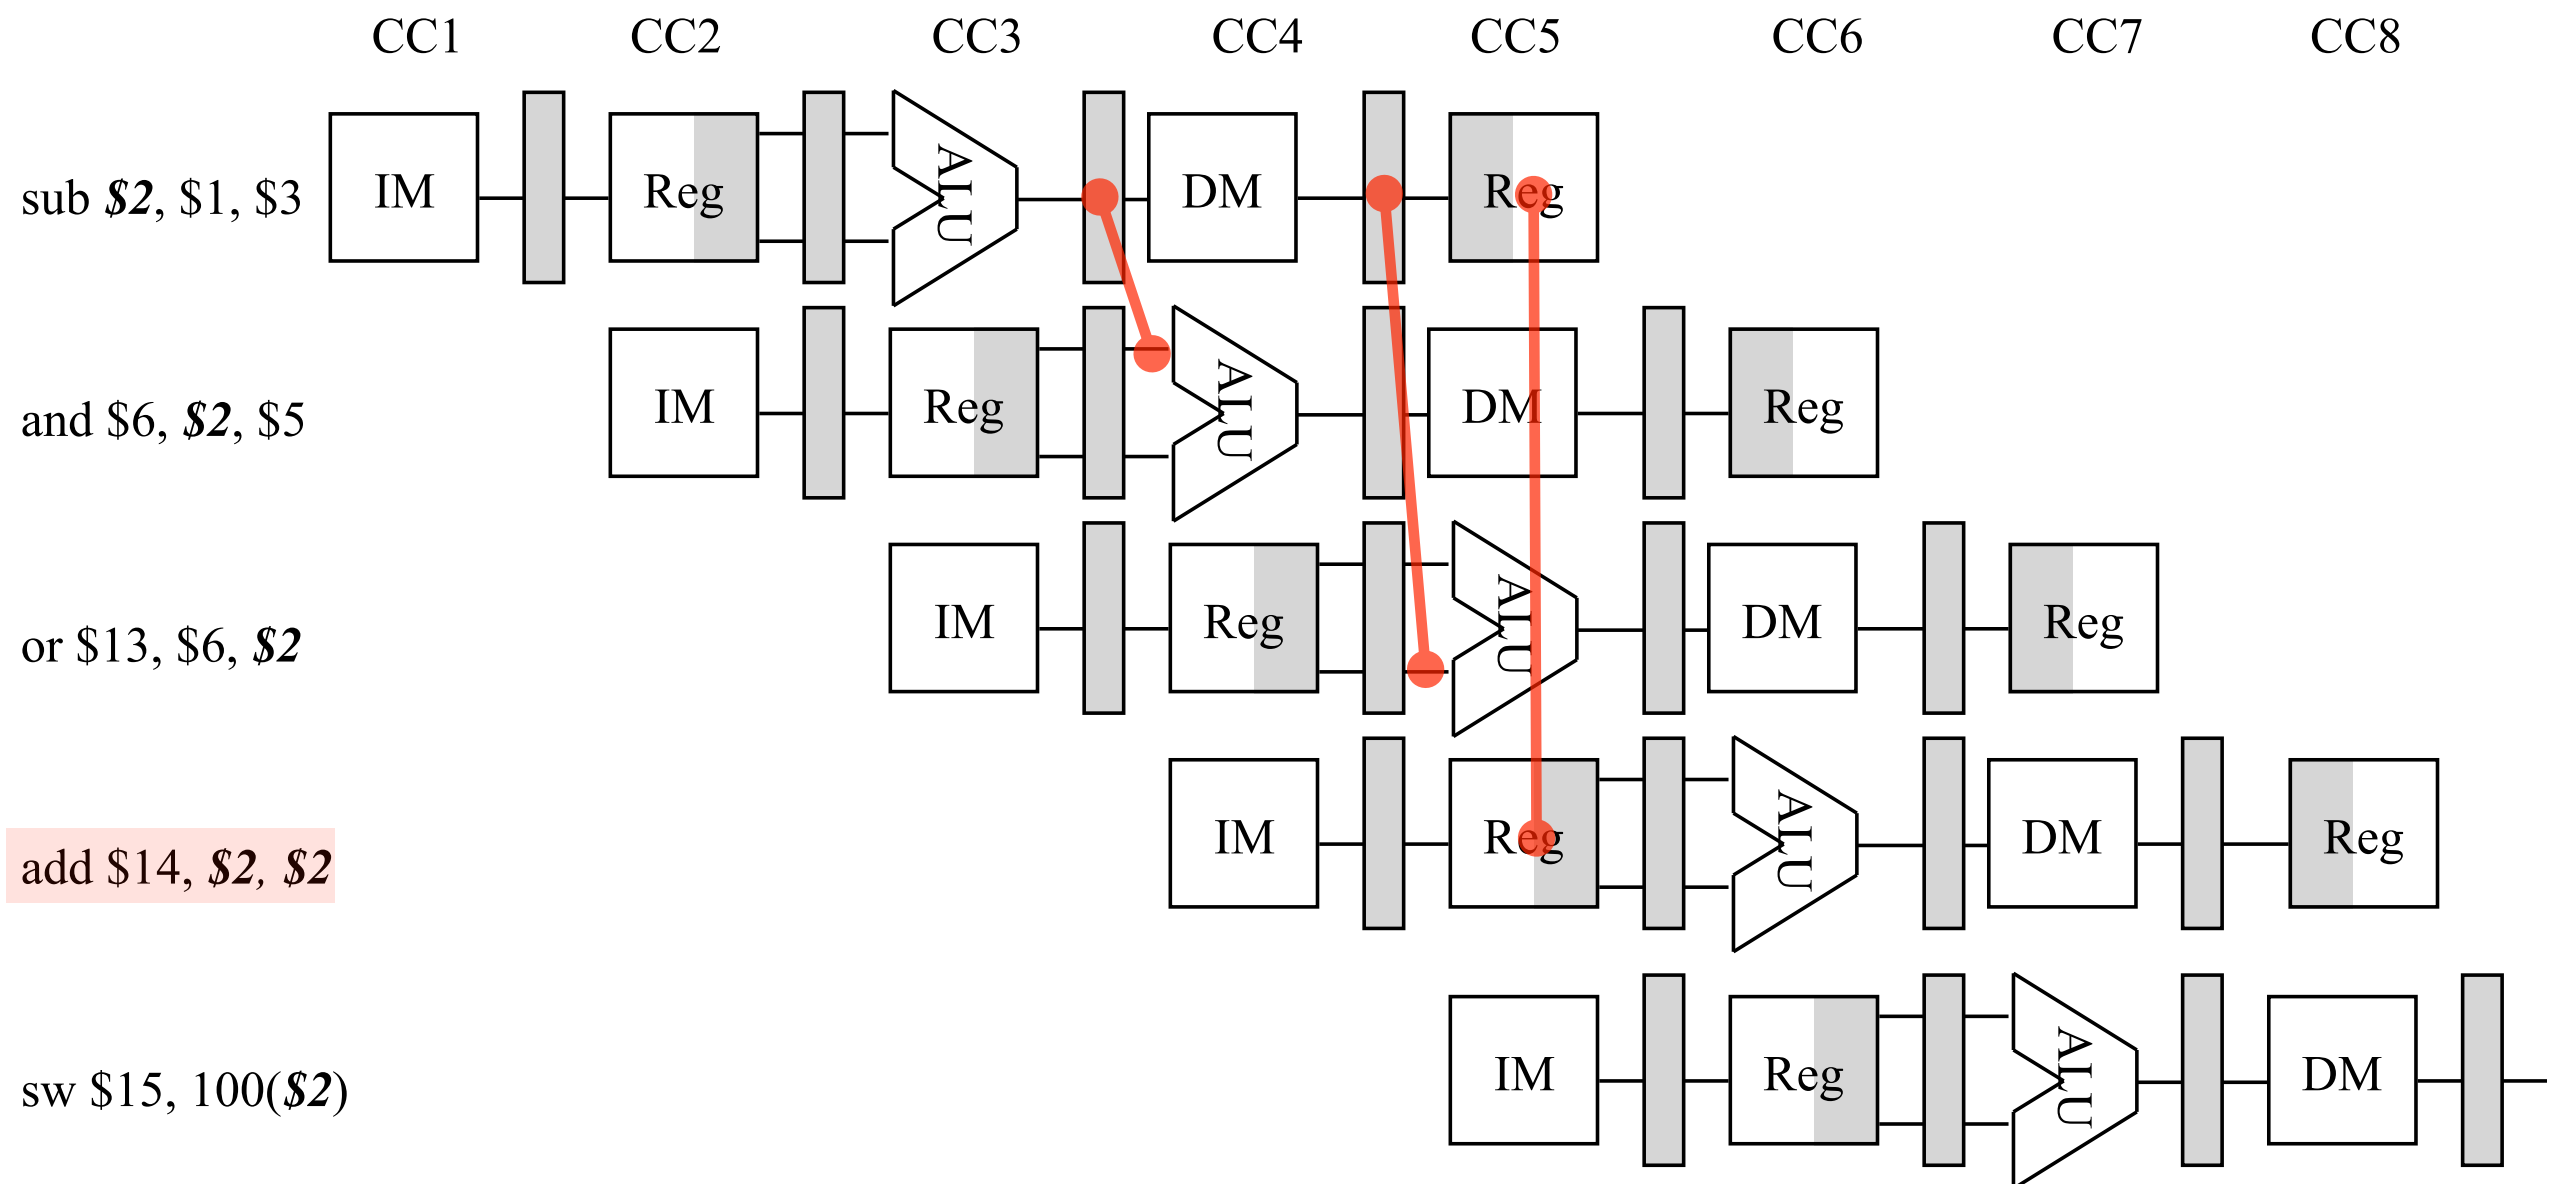 CC1 CC2 CC3 CC4 CC5 CC6 CC7 CC8
sub $2, $1, $3 IM Reg ALU DM Reg
and $6, $2, $5 IM Reg ALU DM Reg
or $13, $6, $2 IM Reg ALU DM Reg
add $14, $2, $2 IM Reg ALU DM Reg
sw $15, 100($2) IM Reg ALU DM